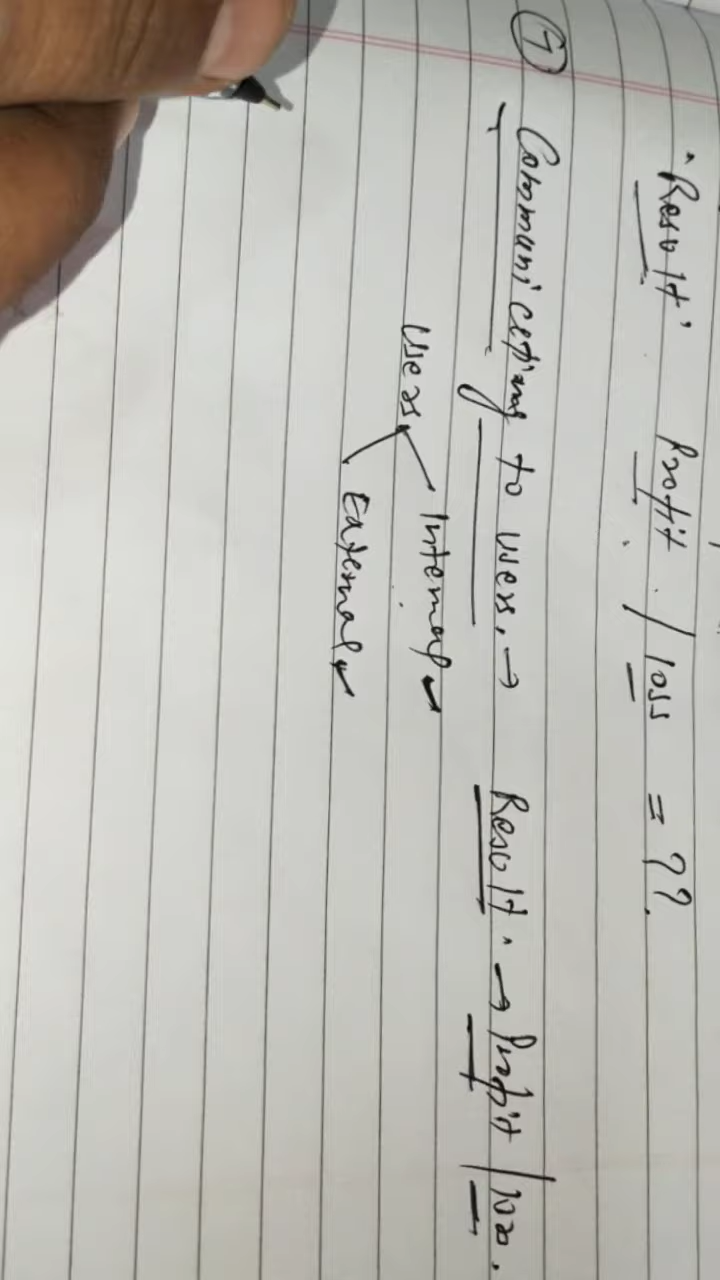 "Result" Profit / loss = ??
⑦ Communicating to users, → Result. → Profit / loss.
Users Internal
External